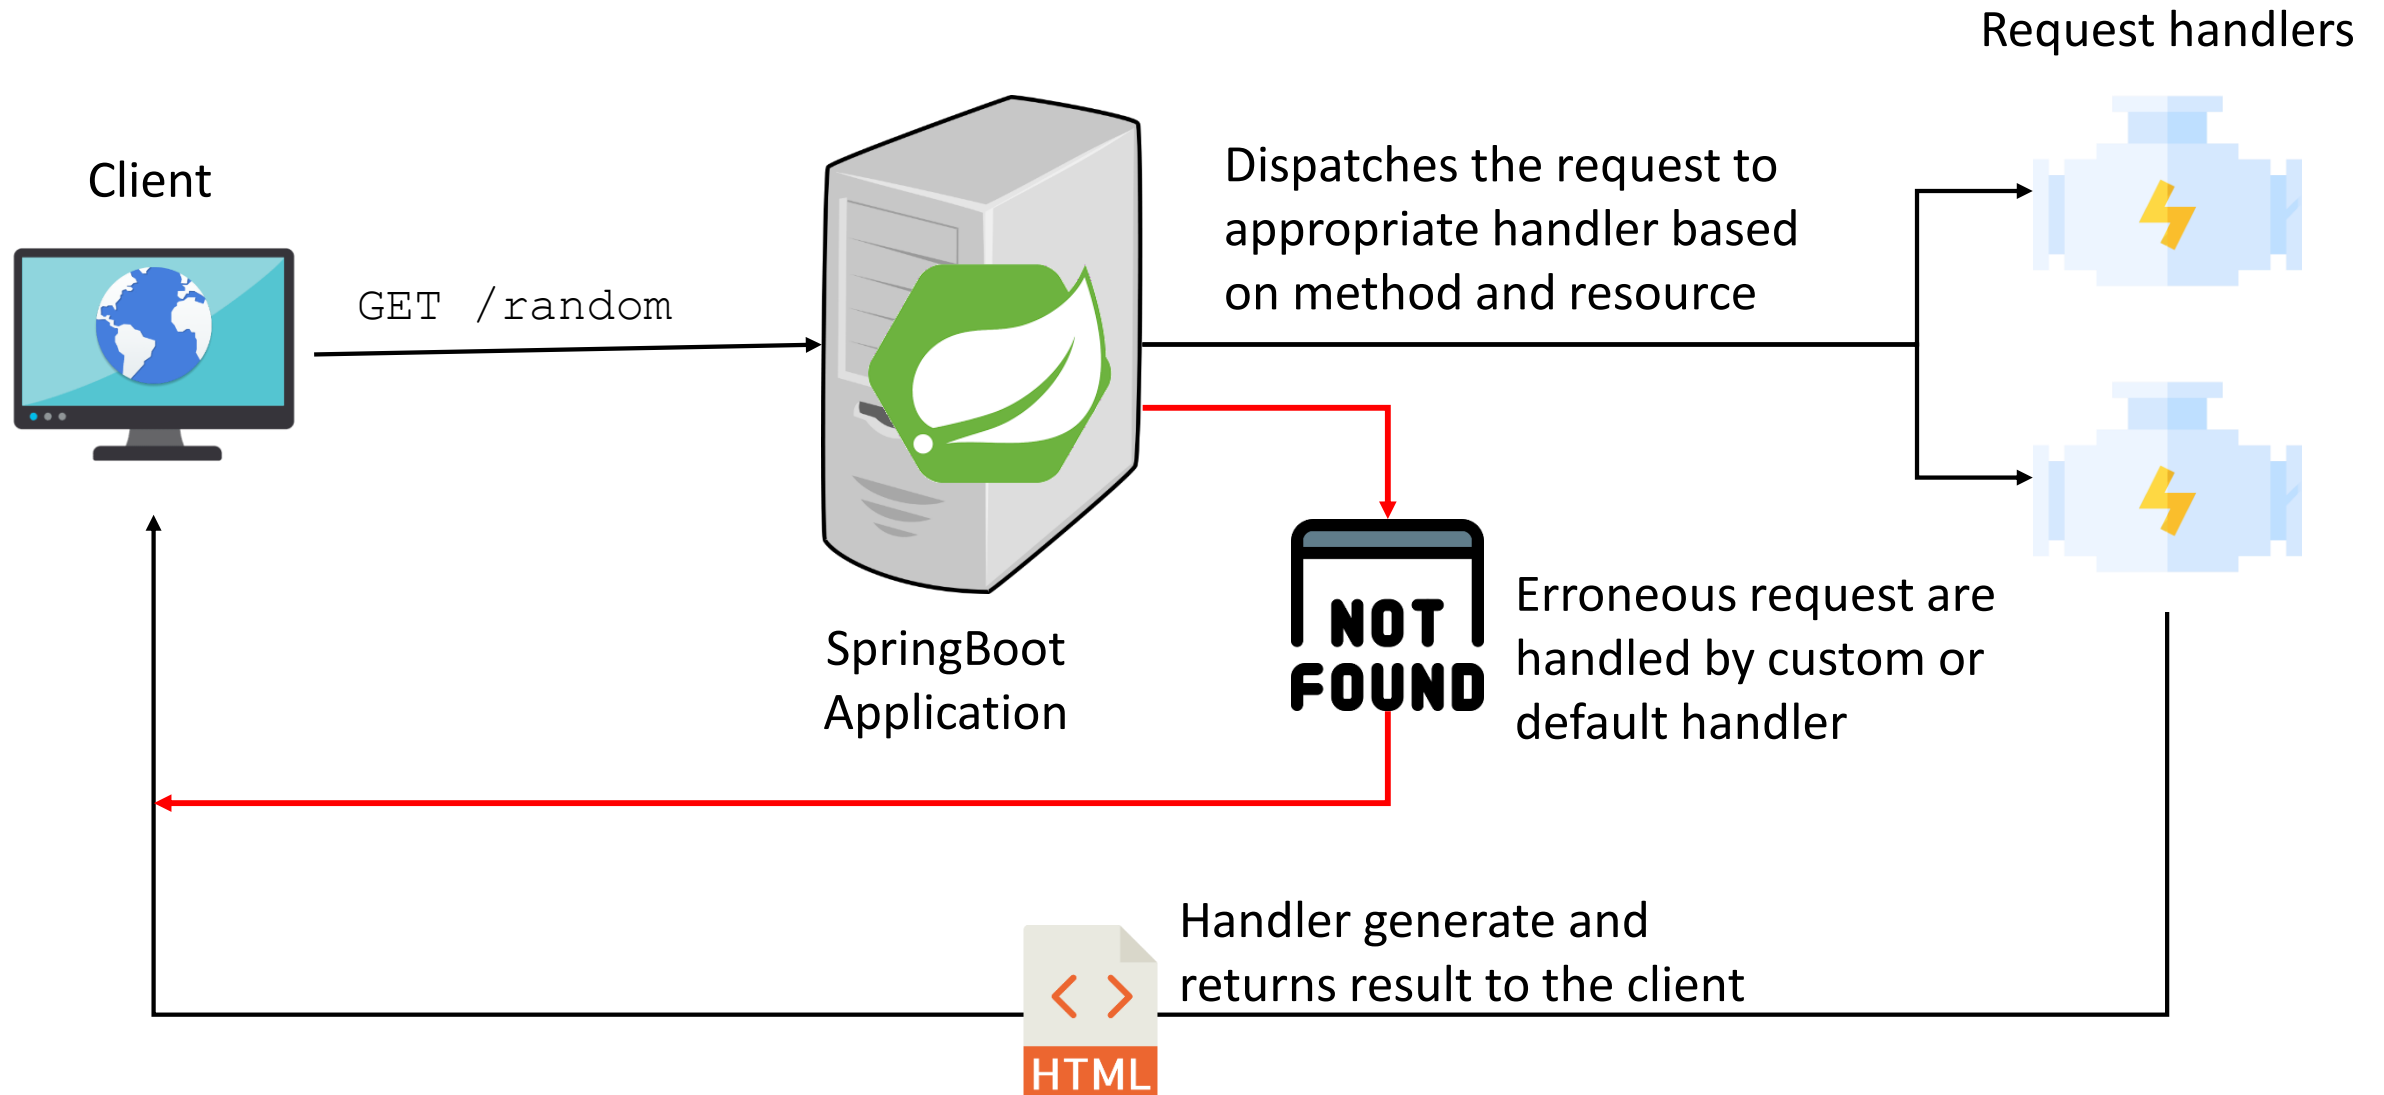 Request handlers
Client
Dispatches the request to
appropriate handler based
on method and resource
GET /random
SpringBoot
Application
NOT
FOUND
Erroneous request are
handled by custom or
default handler
Handler generate and
returns result to the client
HTML